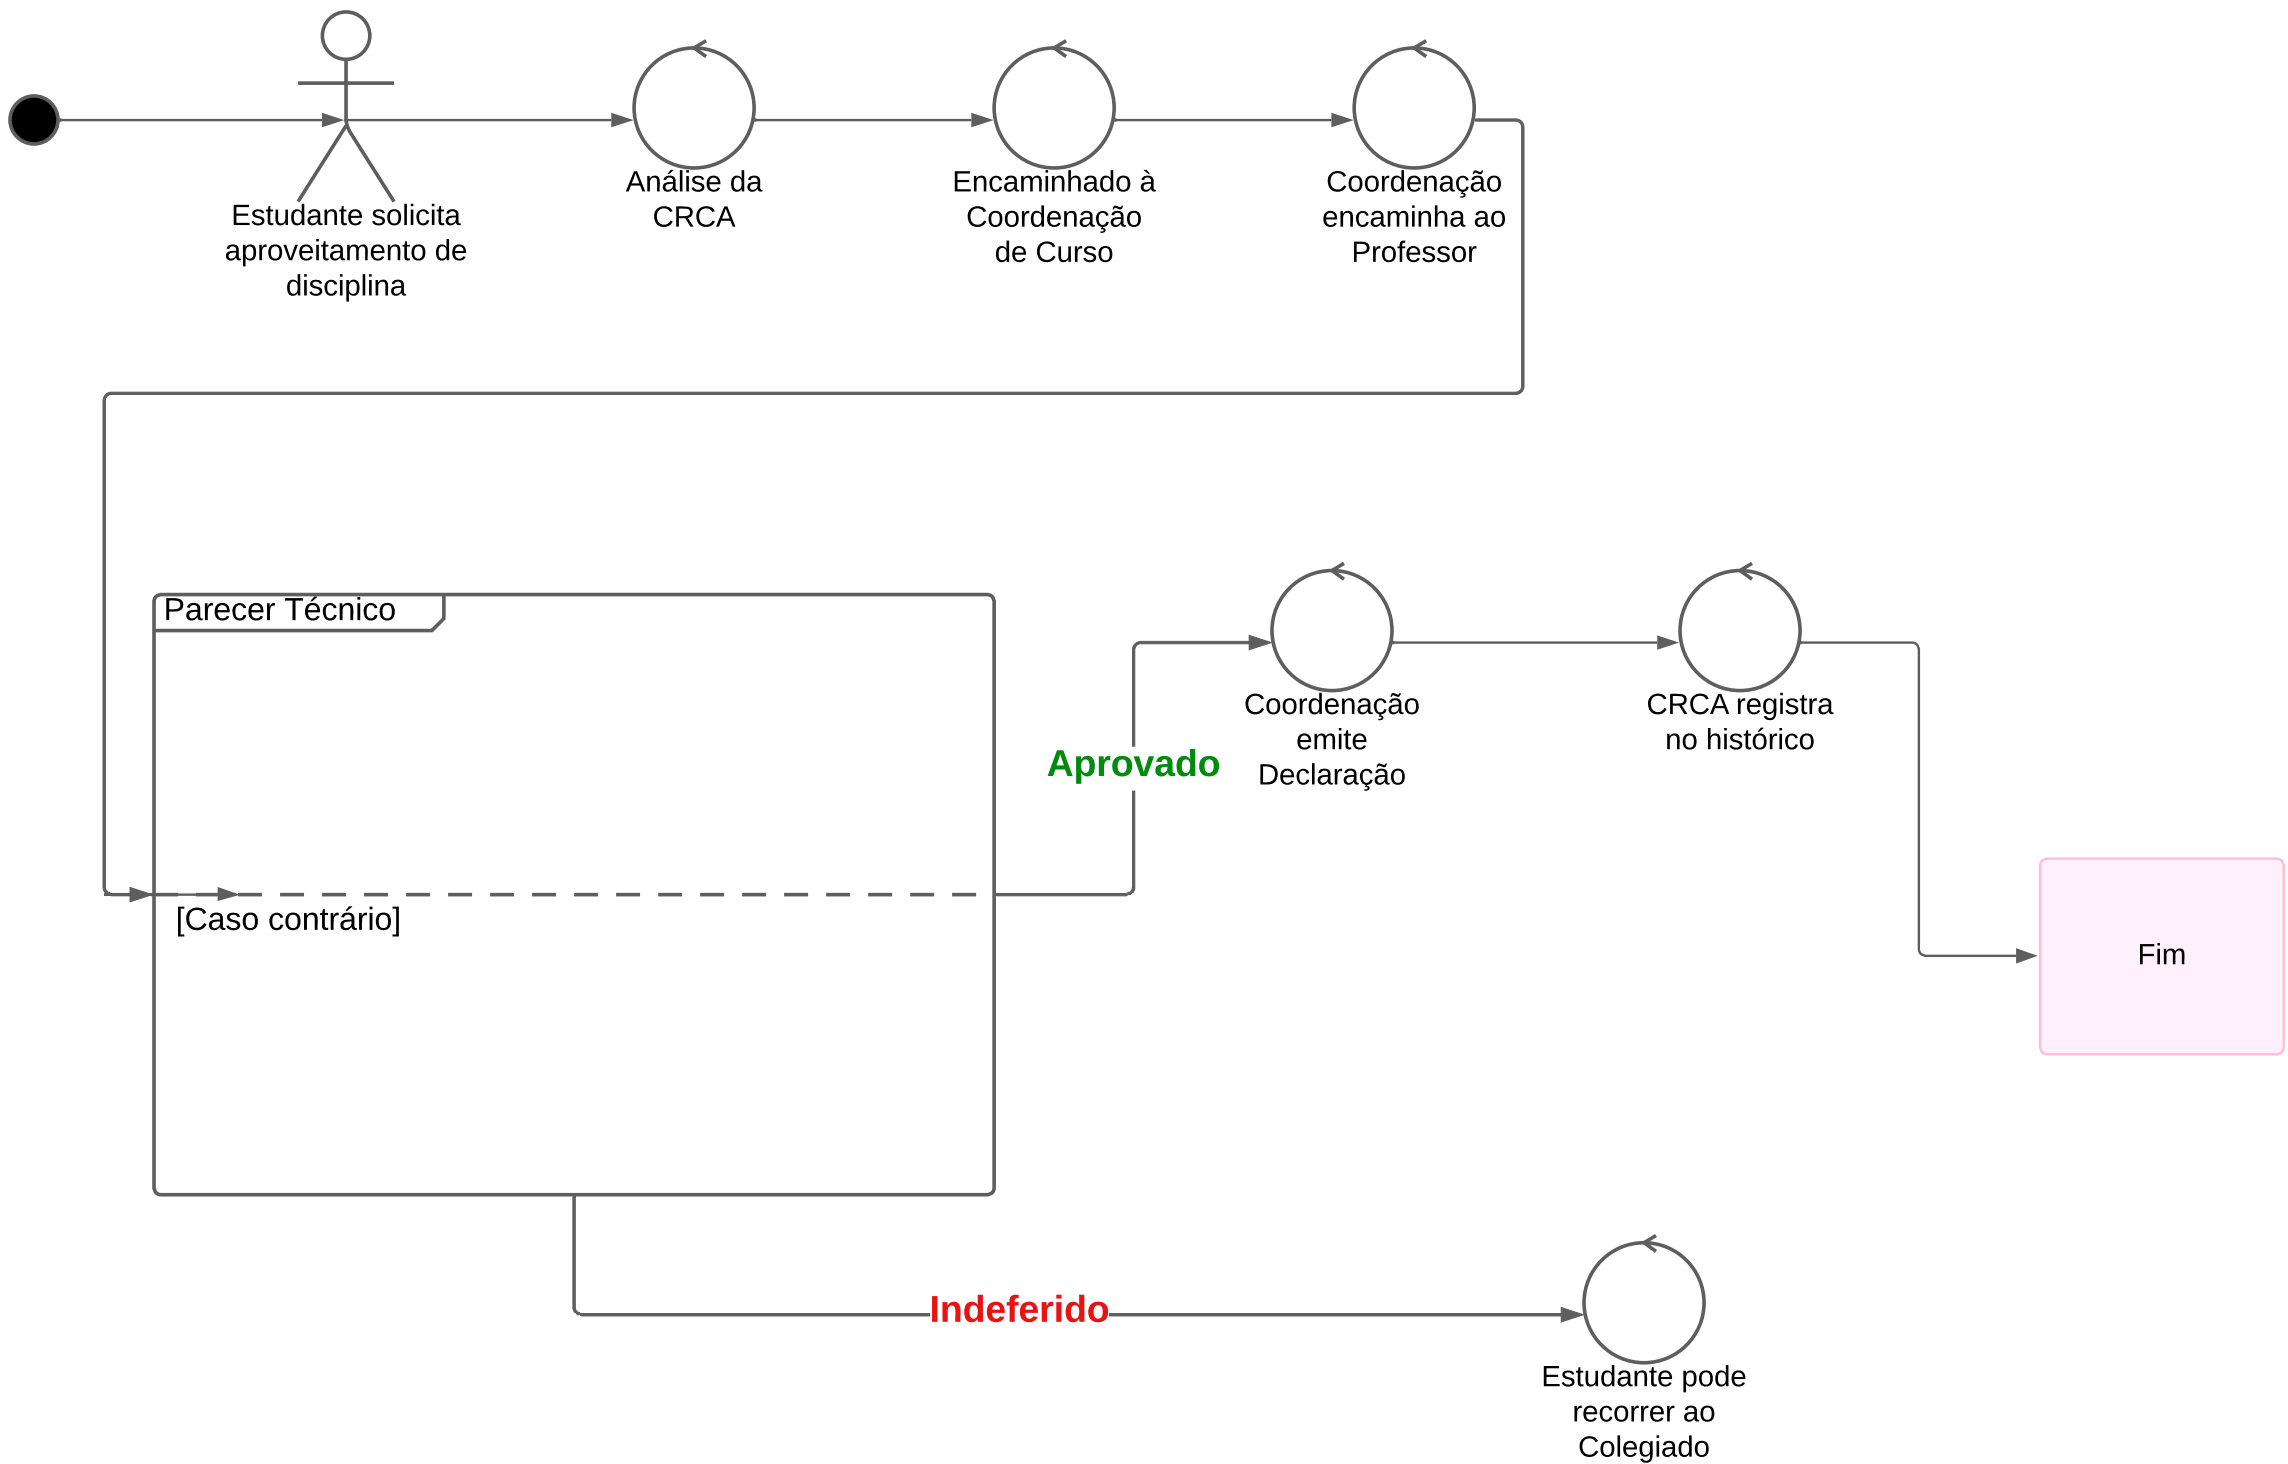 Estudante solicita
aproveitamento de
disciplina
Análise da
CRCA
Encaminhado à
Coordenação
de Curso
Coordenação
encaminha ao
Professor
Parecer Técnico
[Caso contrário]
Aprovado
Coordenação
emite
Declaração
CRCA registra
no histórico
Fim
Indeferido
Estudante pode
recorrer ao
Colegiado